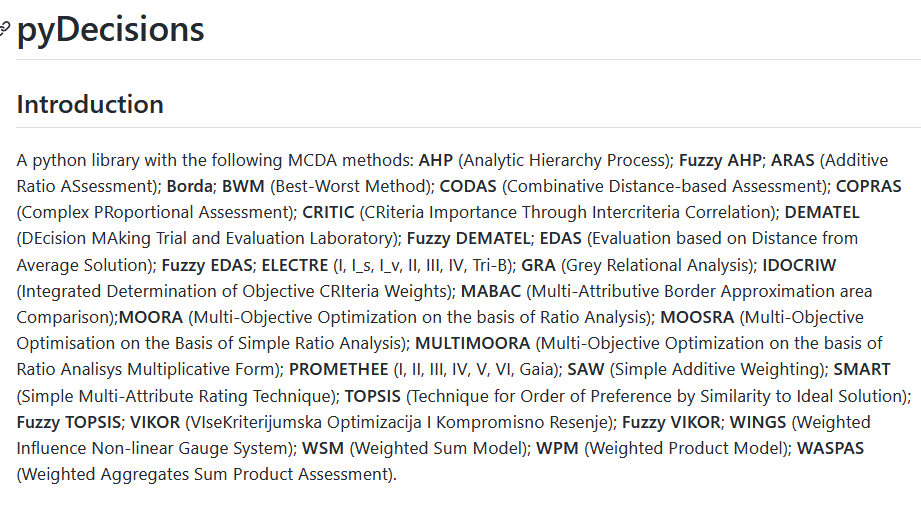 pyDecisions
Introduction
A python library with the following MCDA methods: AHP (Analytic Hierarchy Process); Fuzzy AHP; ARAS (Additive
Ratio ASsessment); Borda; BWM (Best-Worst Method); CODAS (Combinative Distance-based Assessment); COPRAS
(Complex PRoportional Assessment); CRITIC (CRiteria Importance Through Intercriteria Correlation); DEMATEL
(DEcision MAking Trial and Evaluation Laboratory); Fuzzy DEMATEL; EDAS (Evaluation based on Distance from
Average Solution); Fuzzy EDAS; ELECTRE (I, I_s, I_v, II, III, IV, Tri-B); GRA (Grey Relational Analysis); IDOCRIW
(Integrated Determination of Objective CRIteria Weights); MABAC (Multi-Attributive Border Approximation area
Comparison);MOORA (Multi-Objective Optimization on the basis of Ratio Analysis); MOOSRA (Multi-Objective
Optimisation on the Basis of Simple Ratio Analysis); MULTIMOORA (Multi-Objective Optimization on the basis of
Ratio Analisys Multiplicative Form); PROMETHEE (I, II, III, IV, V, VI, Gaia); SAW (Simple Additive Weighting); SMART
(Simple Multi-Attribute Rating Technique); TOPSIS (Technique for Order of Preference by Similarity to Ideal Solution);
Fuzzy TOPSIS; VIKOR (VIseKriterijumska Optimizacija I Kompromisno Resenje); Fuzzy VIKOR; WINGS (Weighted
Influence Non-linear Gauge System); WSM (Weighted Sum Model); WPM (Weighted Product Model); WASPAS
(Weighted Aggregates Sum Product Assessment).